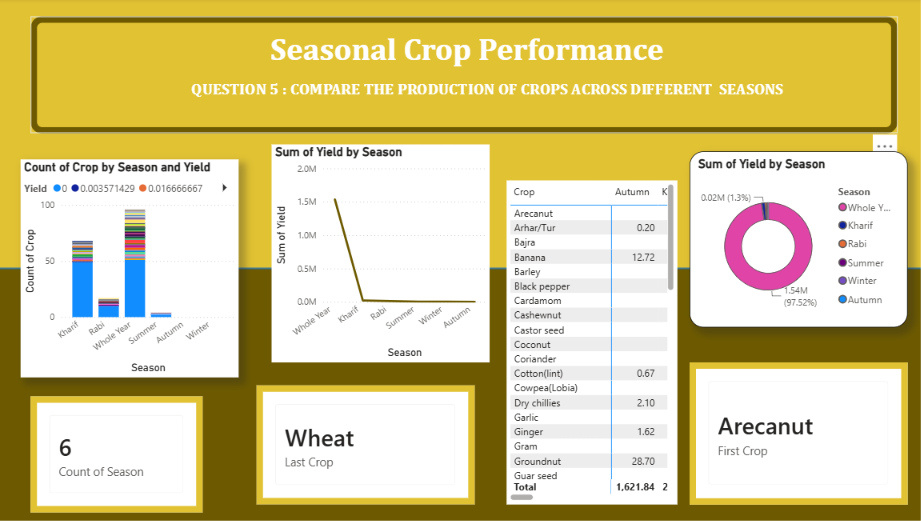 Seasonal Crop Performance
QUESTION 5 : COMPARE THE PRODUCTION OF CROPS ACROSS DIFFERENT SEASONS
Count of Crop by Season and Yield
Yield 0 0.003571429 0.016666667
100
50
0
Count of Crop
Kharif
Rabi
Whole Year
Summer
Autumn
Winter
Season
Sum of Yield by Season
2.0M
1.5M
1.0M
0.5M
0.0M
Sum of Yield
Whole Year
Kharif
Rabi
Summer
Winter
Autumn
Season
Crop Autumn K
Arecanut
Arhar/Tur 0.20
Bajra
Banana 12.72
Barley
Black pepper
Cardamom
Cashewnut
Castor seed
Coconut
Coriander
Cotton(lint) 0.67
Cowpea(Lobia)
Dry chillies 2.10
Garlic
Ginger 1.62
Gram
Groundnut 28.70
Guar seed
Total 1,621.84 2
...
Sum of Yield by Season
0.02M (1.3%)
1.54M
(97.52%)
Season
Whole Y...
Kharif
Rabi
Summer
Winter
Autumn
6
Count of Season
Wheat
Last Crop
Arecanut
First Crop